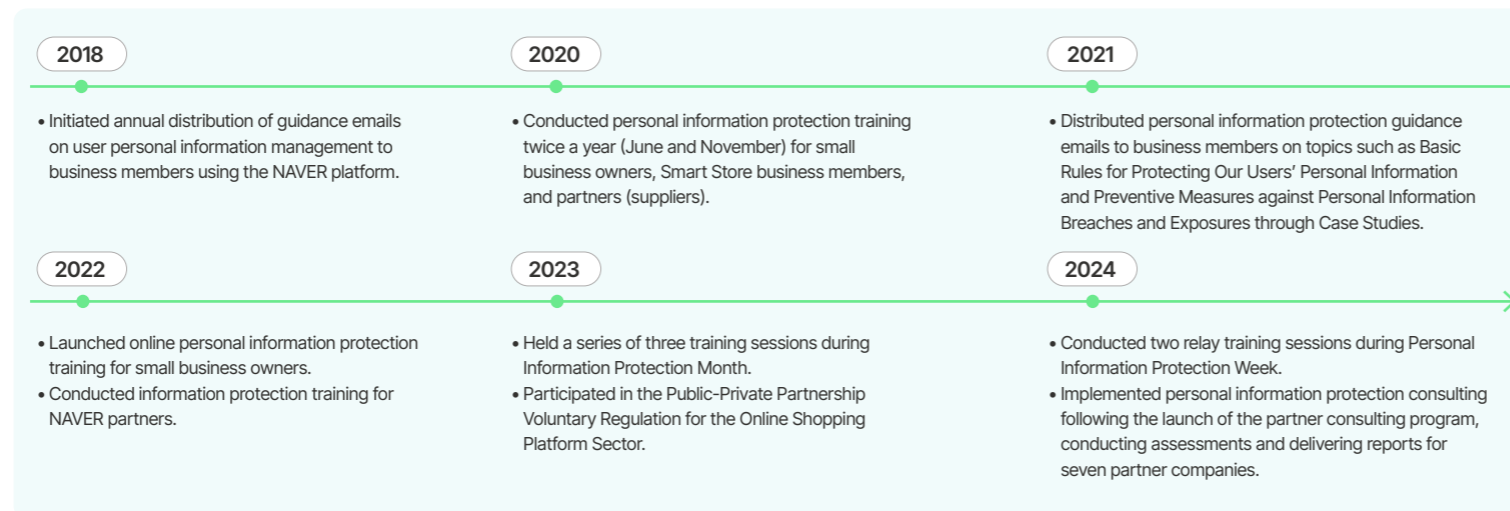 2018
• Initiated annual distribution of guidance emails
on user personal information management to
business members using the NAVER platform.
2020
• Conducted personal information protection training
twice a year (June and November) for small
business owners, Smart Store business members,
and partners (suppliers).
2021
• Distributed personal information protection guidance
emails to business members on topics such as Basic
Rules for Protecting Our Users’ Personal Information
and Preventive Measures against Personal Information
Breaches and Exposures through Case Studies.
2022
• Launched online personal information protection
training for small business owners.
• Conducted information protection training for
NAVER partners.
2023
• Held a series of three training sessions during
Information Protection Month.
• Participated in the Public-Private Partnership
Voluntary Regulation for the Online Shopping
Platform Sector.
2024
• Conducted two relay training sessions during Personal
Information Protection Week.
• Implemented personal information protection consulting
following the launch of the partner consulting program,
conducting assessments and delivering reports for
seven partner companies.